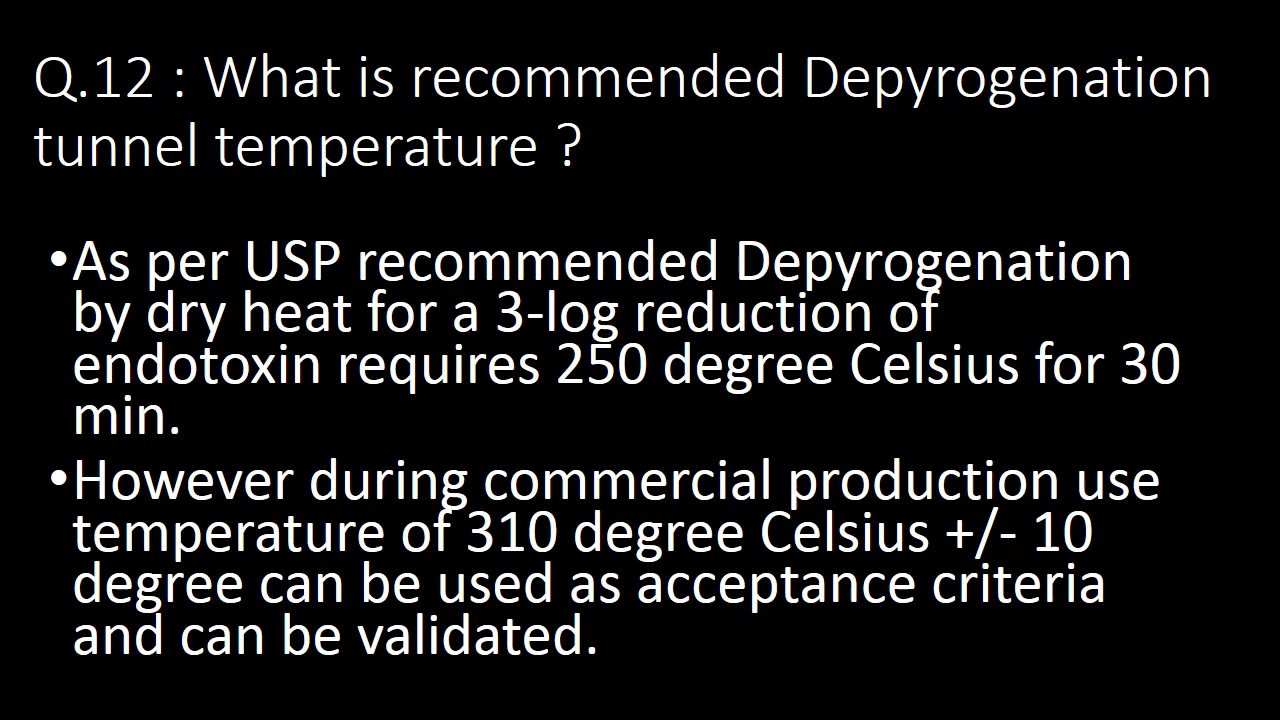 Q.12 : What is recommended Depyrogenation
tunnel temperature ?
•As per USP recommended Depyrogenation
by dry heat for a 3-log reduction of
endotoxin requires 250 degree Celsius for 30
min.
•However during commercial production use
temperature of 310 degree Celsius +/- 10
degree can be used as acceptance criteria
and can be validated.